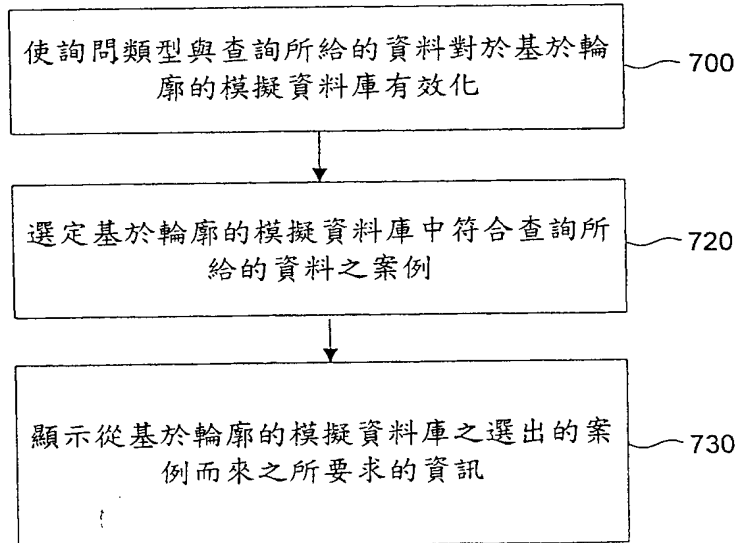 使詢問類型與查詢所給的資料對於基於輪
廓的模擬資料庫有效化
700
選定基於輪廓的模擬資料庫中符合查詢所
給的資料之案例
720
顯示從基於輪廓的模擬資料庫之選出的案
例而來之所要求的資訊
730